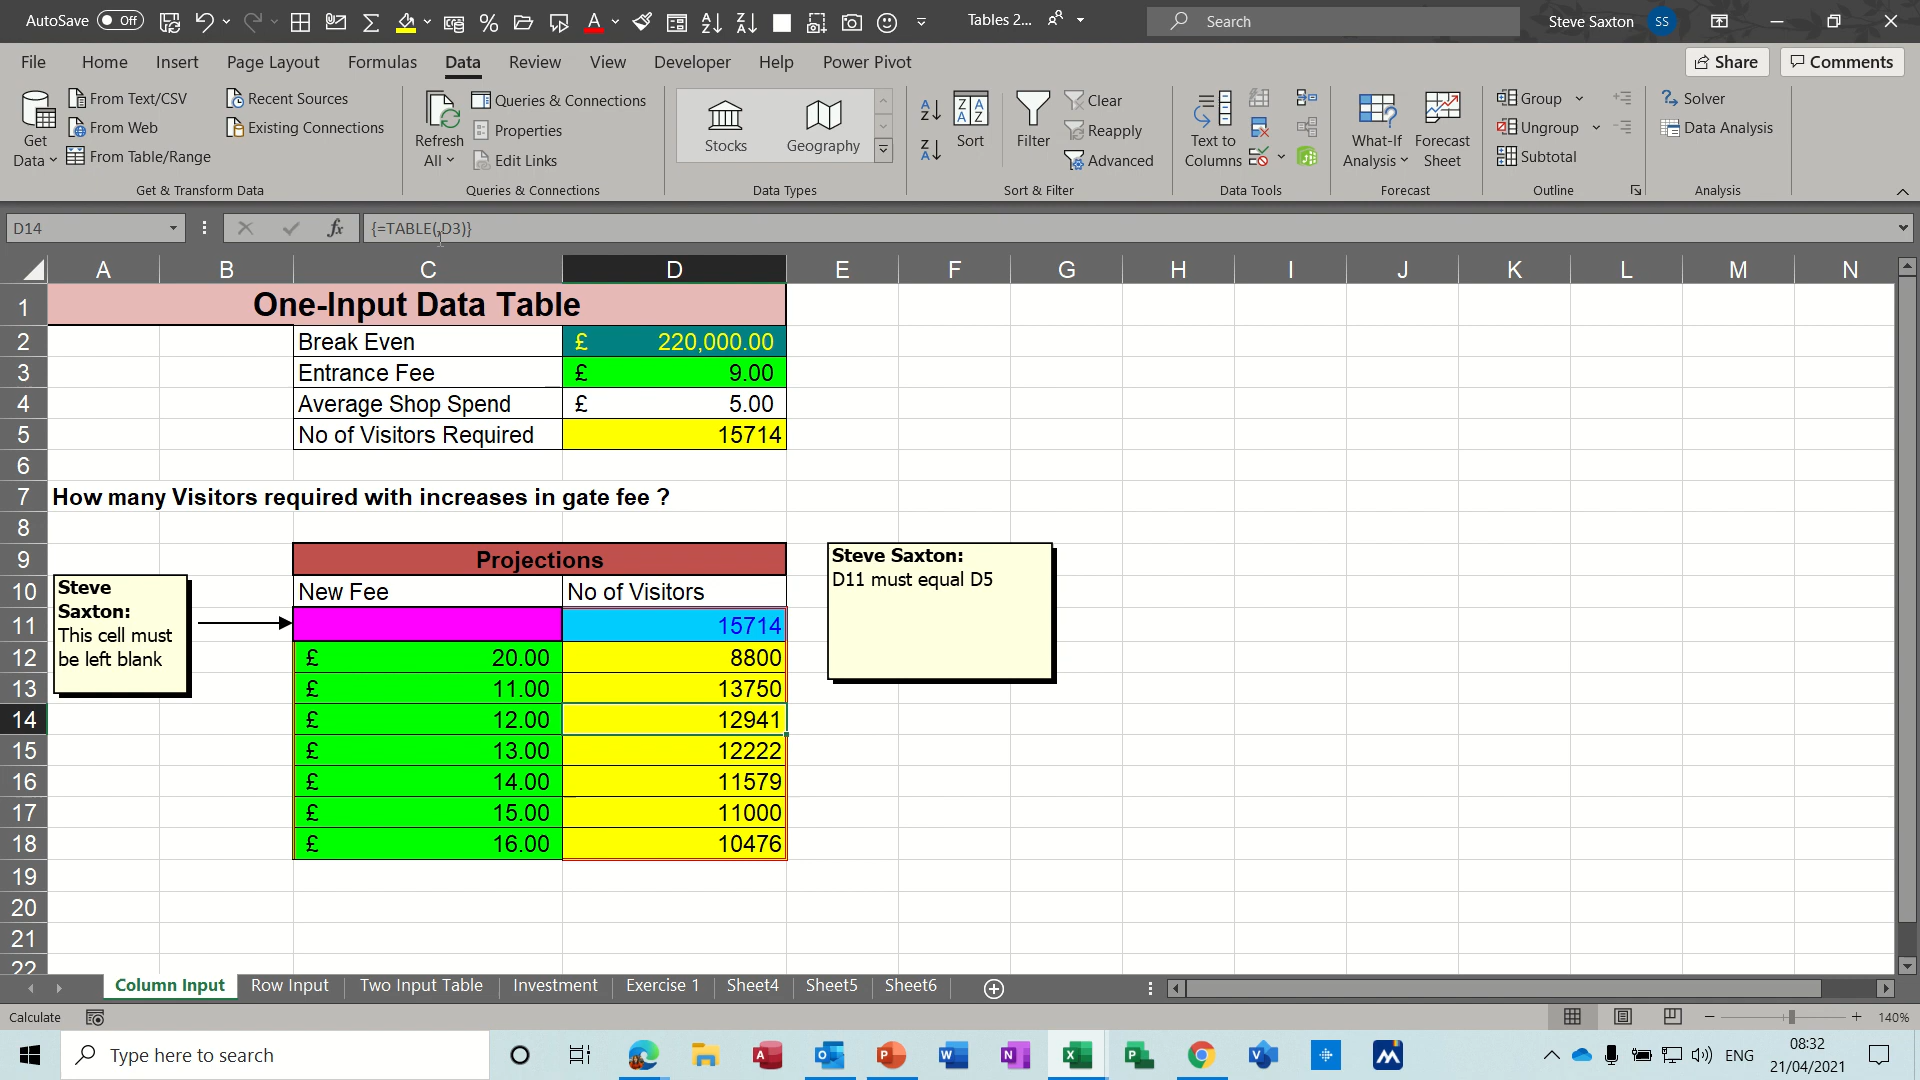 AutoSave Off Tables 2... Search Steve Saxton SS
File Home Insert Page Layout Formulas Data Review View Developer Help Power Pivot Share Comments
Get Data
From Text/CSV
From Web
From Table/Range
Recent Sources
Existing Connections
Get & Transform Data
Refresh All
Queries & Connections
Properties
Edit Links
Queries & Connections
Stocks
Geography
Data Types
Sort
Filter
Clear
Reapply
Advanced
Sort & Filter
Text to Columns
Data Tools
What-If Analysis
Forecast Sheet
Forecast
Group
Ungroup
Subtotal
Outline
Solver
Data Analysis
Analysis
D14 fx {=TABLE(,D3)}
A B C D E F G H I J K L M N
1 One-Input Data Table
2 Break Even £ 220,000.00
3 Entrance Fee £ 9.00
4 Average Shop Spend £ 5.00
5 No of Visitors Required 15714
6
7 How many Visitors required with increases in gate fee ?
8
9 Projections
10 New Fee No of Visitors
11 15714
12 £ 20.00 8800
13 £ 11.00 13750
14 £ 12.00 12941
15 £ 13.00 12222
16 £ 14.00 11579
17 £ 15.00 11000
18 £ 16.00 10476
19
20
21
22
Steve
Saxton:
This cell must
be left blank
Steve Saxton:
D11 must equal D5
Column Input Row Input Two Input Table Investment Exercise 1 Sheet4 Sheet5 Sheet6
Calculate 140%
Type here to search ENG 08:32
21/04/2021